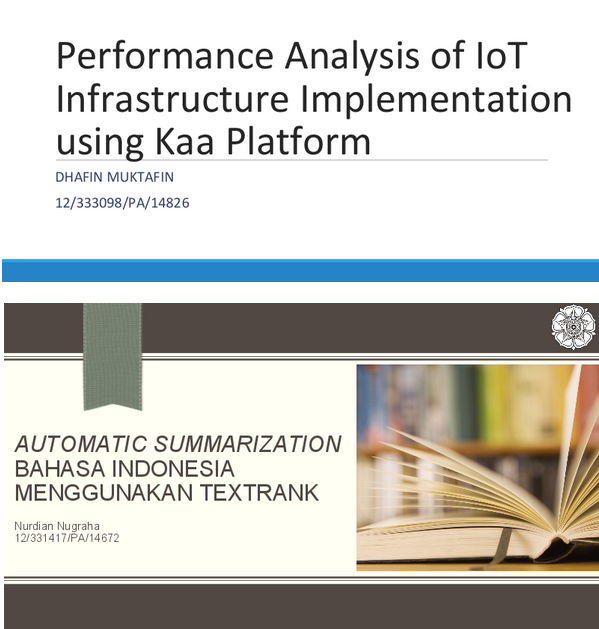 Performance Analysis of IoT
Infrastructure Implementation
using Kaa Platform
DHAFIN MUKTAFIN
12/333098/PA/14826
AUTOMATIC SUMMARIZATION
BAHASA INDONESIA
MENGGUNAKAN TEXTRANK
Nurdian Nugraha
12/331417/PA/14672